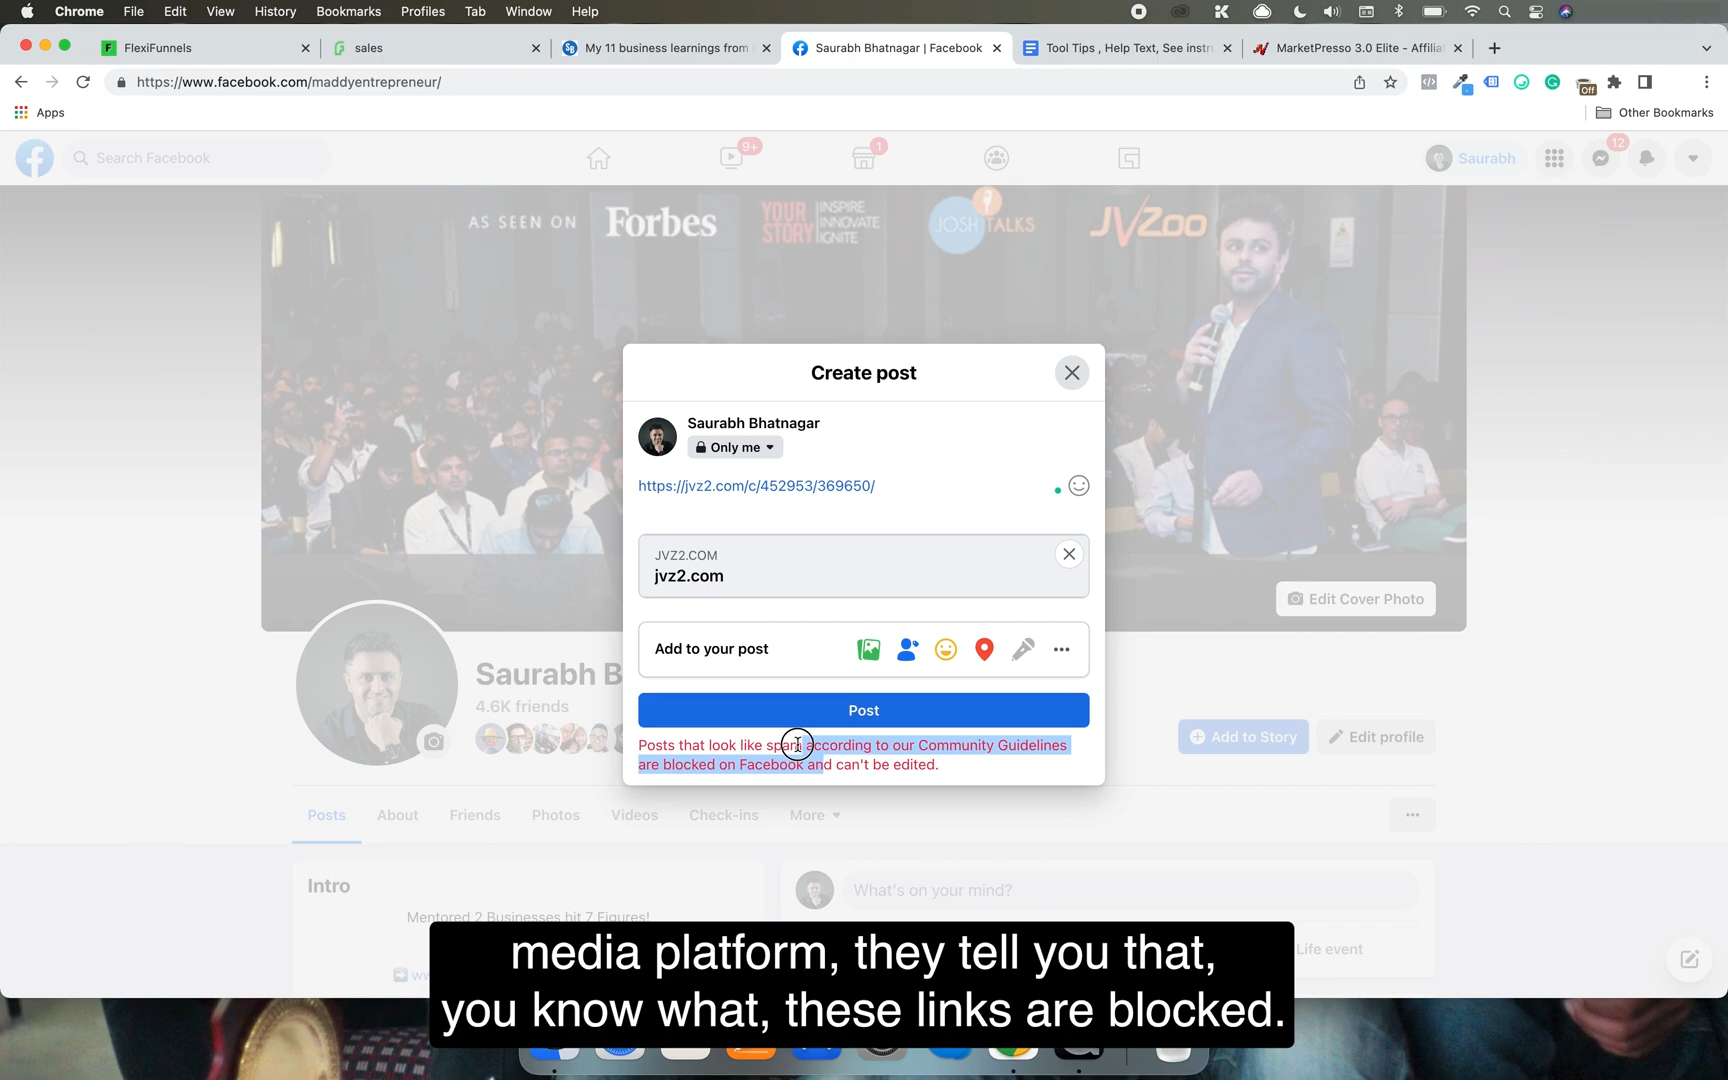 Chrome File Edit View History Bookmarks Profiles Tab Window Help
FlexiFunnels
sales
My 11 business learnings from
Saurabh Bhatnagar | Facebook
Tool Tips , Help Text, See instr
MarketPresso 3.0 Elite - Affilia
https://www.facebook.com/maddyentrepreneur/
Off
Apps
Other Bookmarks
Search Facebook
9+
1
Saurabh
12
AS SEEN ON
Forbes
YOUR STORY
INSPIRE
INNOVATE
IGNITE
JOSH TALKS
JVZoo
Create post
Saurabh Bhatnagar
Only me
https://jvz2.com/c/452953/369650/
JVZ2.COM
jvz2.com
Edit Cover Photo
Add to your post
Post
Posts that look like spam according to our Community Guidelines
are blocked on Facebook and can't be edited.
Saurabh B
4.6K friends
Add to Story
Edit profile
Posts About Friends Photos Videos Check-ins More
Intro
What's on your mind?
Mentored 2 Businesses hit 7 Figures!
Life event
media platform, they tell you that,
you know what, these links are blocked.